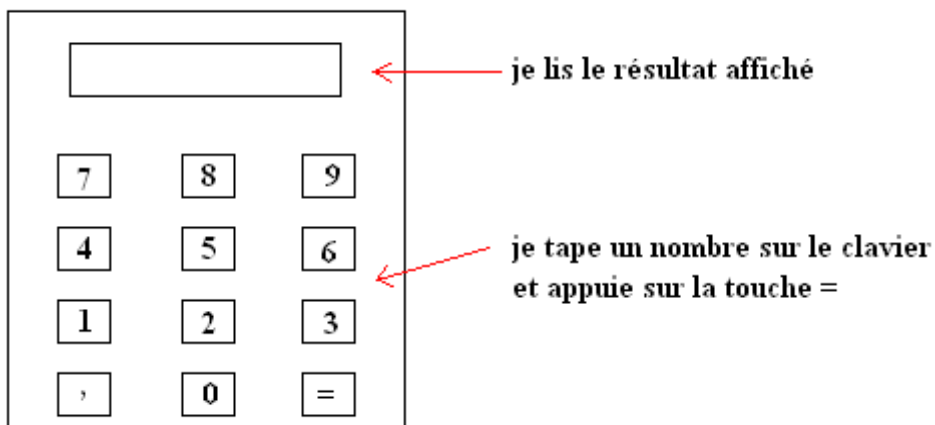 je lis le résultat affiché
7 8 9
4 5 6
je tape un nombre sur le clavier
et appuie sur la touche =
1 2 3
, 0 =